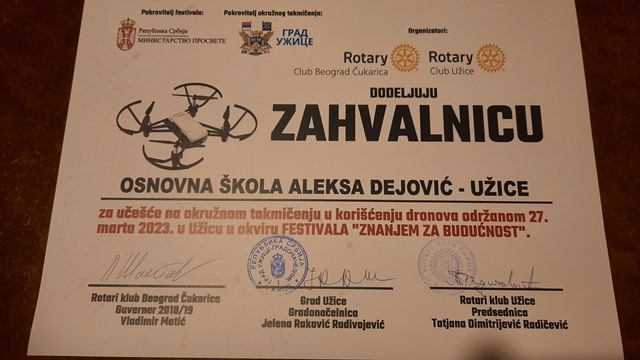 Pokrovitelj festivala:
Pokrovitelj okružnog takmičenja:
Organizatori:
Република Србија
МИНИСТАРСТВО ПРОСВЕТЕ
ГРАД
УЖИЦЕ
Rotary
Club Beograd Čukarica
Rotary
Club Užice
DODELJUJU
ZAHVALNICU
OSNOVNA ŠKOLA ALEKSA DEJOVIĆ - UŽICE
za učešće na okružnom takmičenju u korišćenju dronova održanom 27.
marta 2023. u Užicu u okviru FESTIVALA "ZNANJEM ZA BUDUĆNOST".
Rotari klub Beograd Čukarica
Guverner 2018/19
Vladimir Matić
Grad Užice
Gradonačelnica
Jelena Raković Radivojević
Rotari klub Užice
Predsednica
Tatjana Dimitrijević Radičević